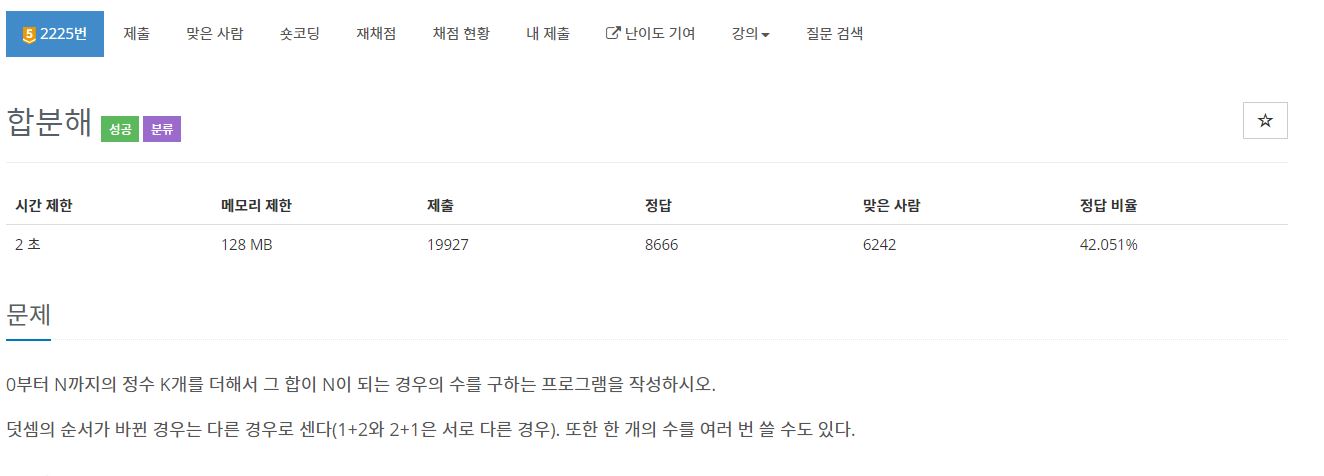 5 2225번 제출 맞은 사람 숏코딩 재채점 채점 현황 내 제출 난이도 기여 강의 질문 검색
합분해 성공 분류
시간 제한 메모리 제한 제출 정답 맞은 사람 정답 비율
2 초 128 MB 19927 8666 6242 42.051%
문제
0부터 N까지의 정수 K개를 더해서 그 합이 N이 되는 경우의 수를 구하는 프로그램을 작성하시오.
덧셈의 순서가 바뀐 경우는 다른 경우로 센다(1+2와 2+1은 서로 다른 경우). 또한 한 개의 수를 여러 번 쓸 수도 있다.